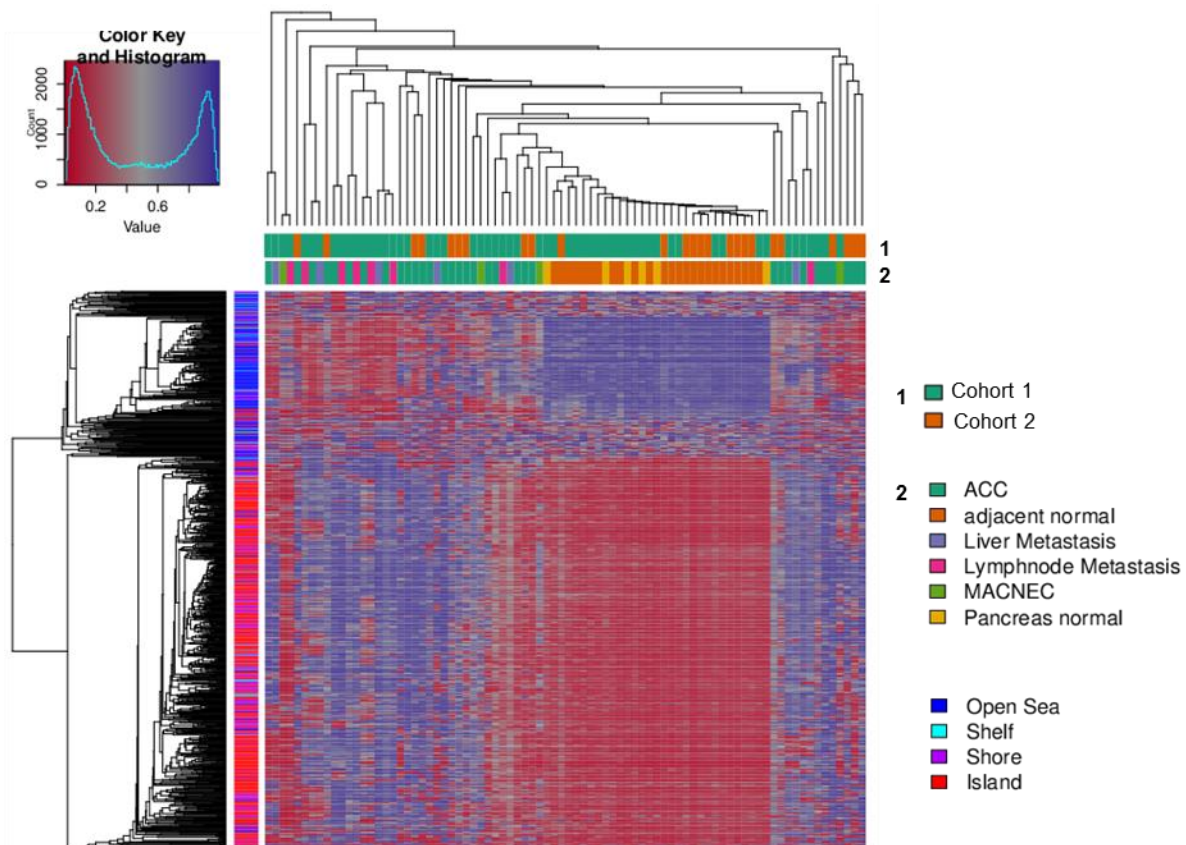 Color Key
and Histogram
Count
0
1000
2000
0.2
0.6
Value
1
2
1
Cohort 1
Cohort 2
2
ACC
adjacent normal
Liver Metastasis
Lymphnode Metastasis
MACNEC
Pancreas normal
Open Sea
Shelf
Shore
Island